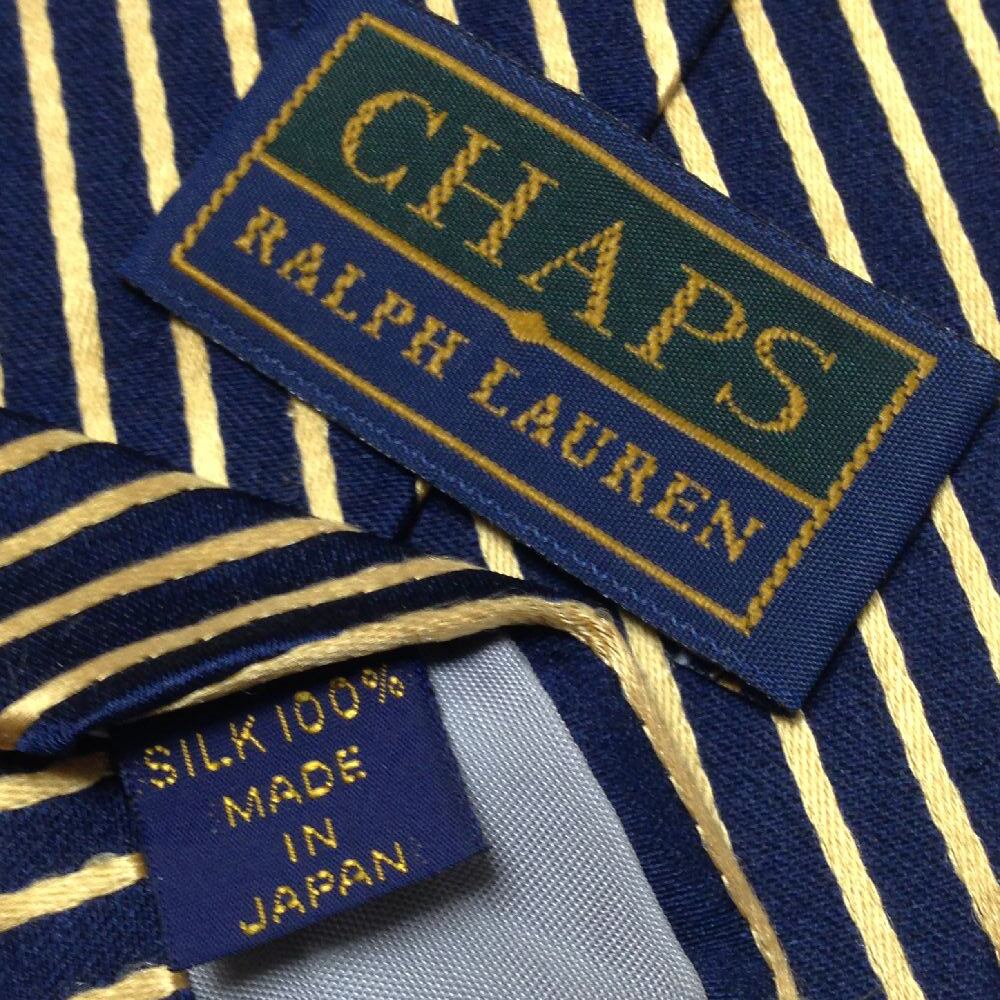 CHAPS
RALPH LAUREN
SILK 100%
MADE
IN
JAPAN